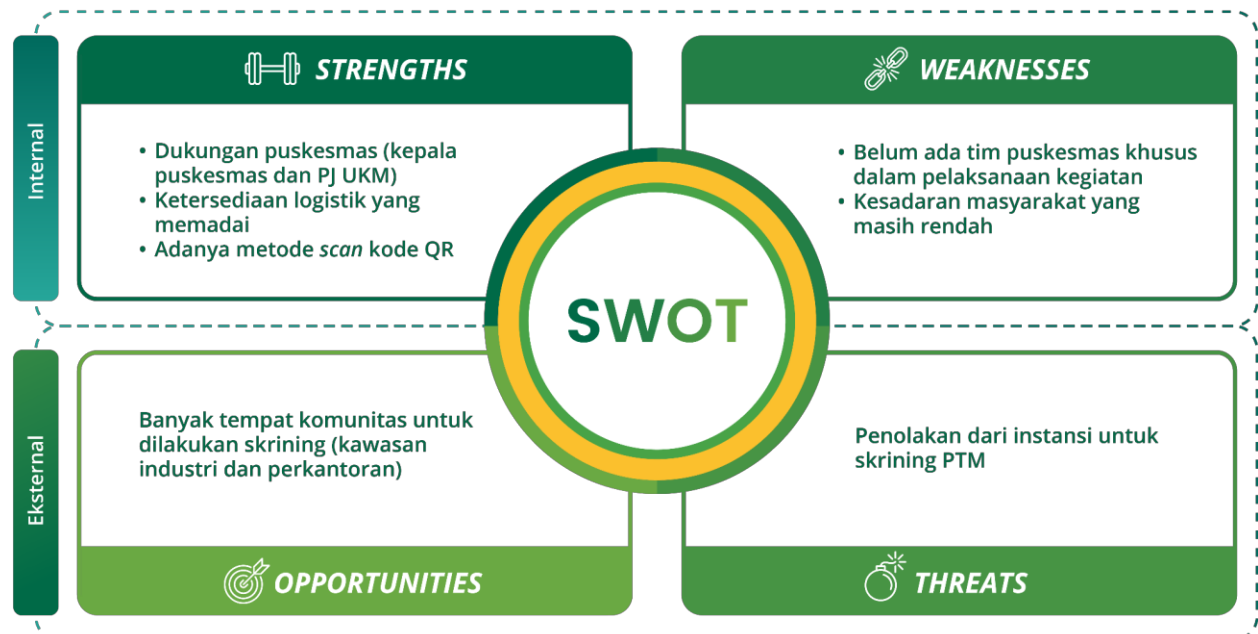 Internal
STRENGTHS
• Dukungan puskesmas (kepala
puskesmas dan PJ UKM)
• Ketersediaan logistik yang
memadai
• Adanya metode scan kode QR
WEAKNESSES
• Belum ada tim puskesmas khusus
dalam pelaksanaan kegiatan
• Kesadaran masyarakat yang
masih rendah
SWOT
Eksternal
Banyak tempat komunitas untuk
dilakukan skrining (kawasan
industri dan perkantoran)
OPPORTUNITIES
Penolakan dari instansi untuk
skrining PTM
THREATS